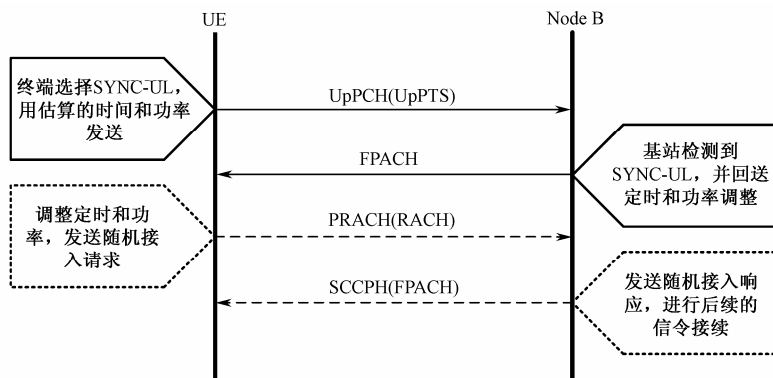 UE
Node B
终端选择SYNC-UL,
用估算的时间和功率
发送
UpPCH(UpPTS)
FPACH
基站检测到
SYNC-UL, 并回送
定时和功率调整
调整定时和功
率, 发送随机接
入请求
PRACH(RACH)
SCCPH(FPACH)
发送随机接入响
应, 进行后续的
信令接续